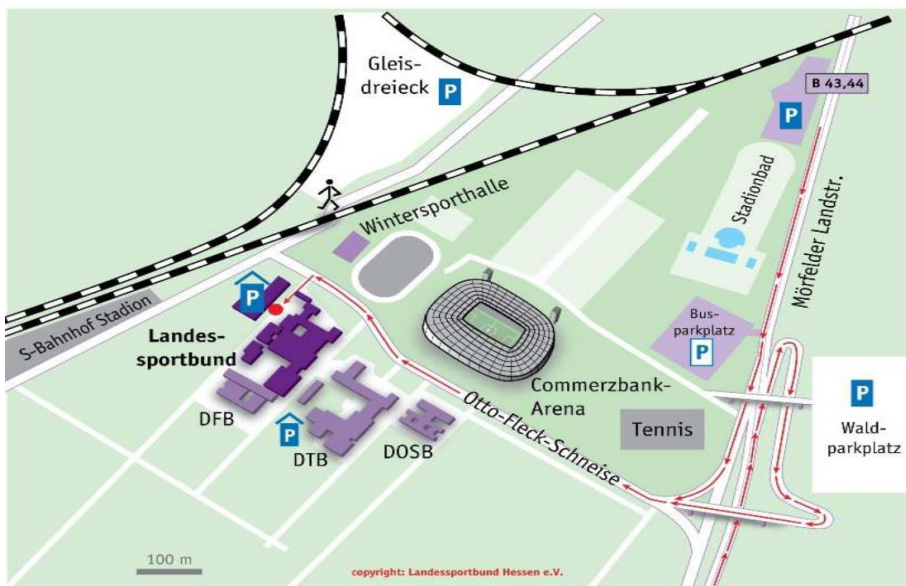 Gleis-
dreieck
P
B 43,44
P
Stadionbad
Mörfelder Landstr.
Wintersporthalle
S-Bahnhof Stadion
P
Landes-
sportbund
Bus-
parkplatz
P
Commerzbank-
Arena
Otto-Fleck-Schneise
Tennis
P
Wald-
parkplatz
DFB
P
DTB
DOSB
100 m
copyright: Landessportbund Hessen e.V.